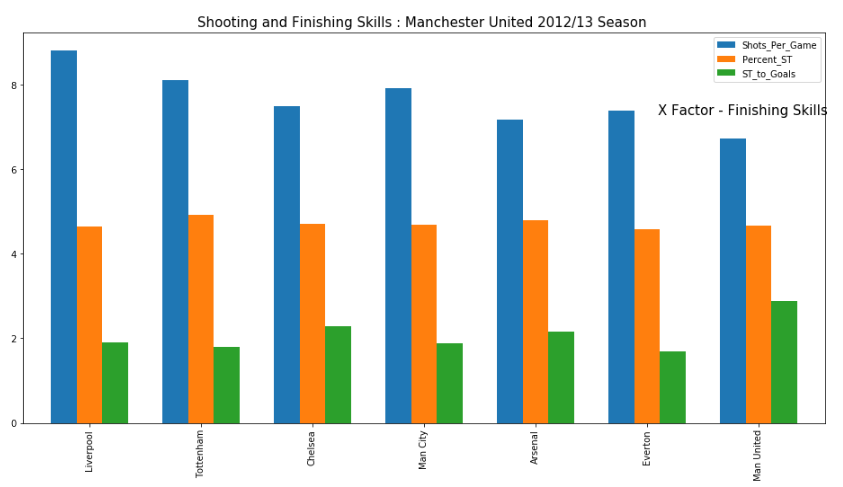 Shooting and Finishing Skills : Manchester United 2012/13 Season
Shots_Per_Game
Percent_ST
ST_to_Goals
X Factor - Finishing Skills
8
6
4
2
0
Liverpool
Tottenham
Chelsea
Man City
Arsenal
Everton
Man United